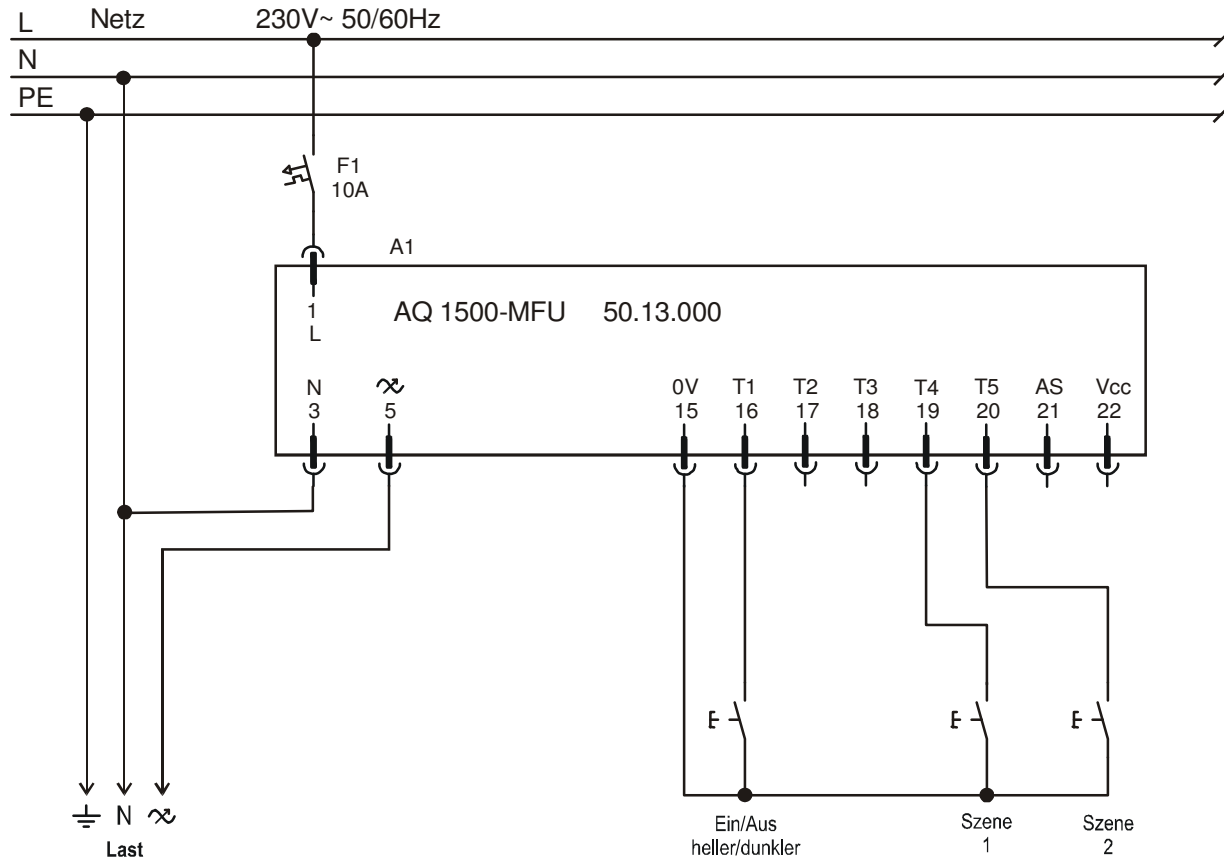 L Netz 230V~ 50/60Hz
N
PE
F1
10A
A1
1
L
AQ 1500-MFU 50.13.000
N 0V T1 T2 T3 T4 T5 AS Vcc
3 5 15 16 17 18 19 20 21 22
N
Last
Ein/Aus
heller/dunkler
Szene
1
Szene
2